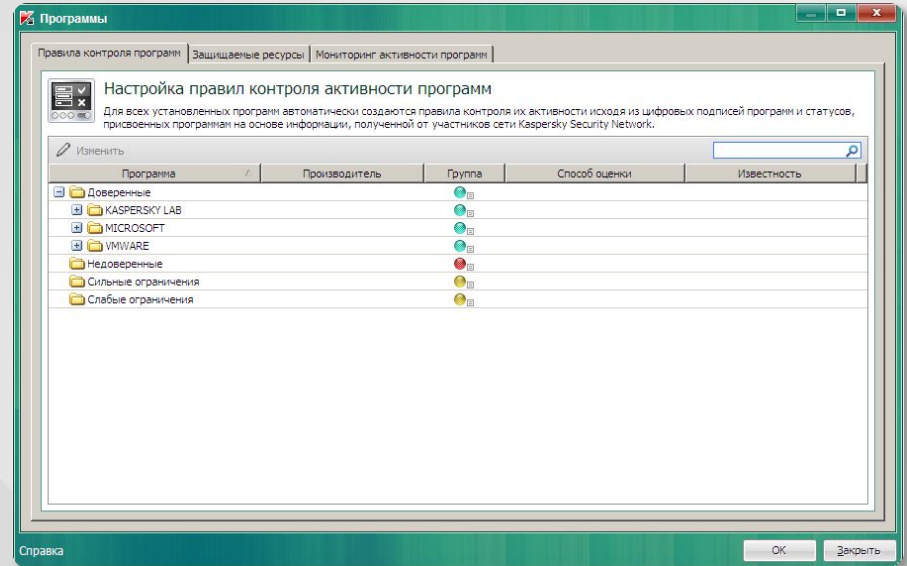 Программы
Правила контроля программ Защищаемые ресурсы Мониторинг активности программ
Настройка правил контроля активности программ
Для всех установленных программ автоматически создаются правила контроля их активности исходя из цифровых подписей программ и статусов,
присвоенных программам на основе информации, полученной от участников сети Kaspersky Security Network.
Изменить
Программа Производитель Группа Способ оценки Известность
Доверенные
KASPERSKY LAB
MICROSOFT
VMWARE
Недоверенные
Сильные ограничения
Слабые ограничения
Справка OK Закрыть